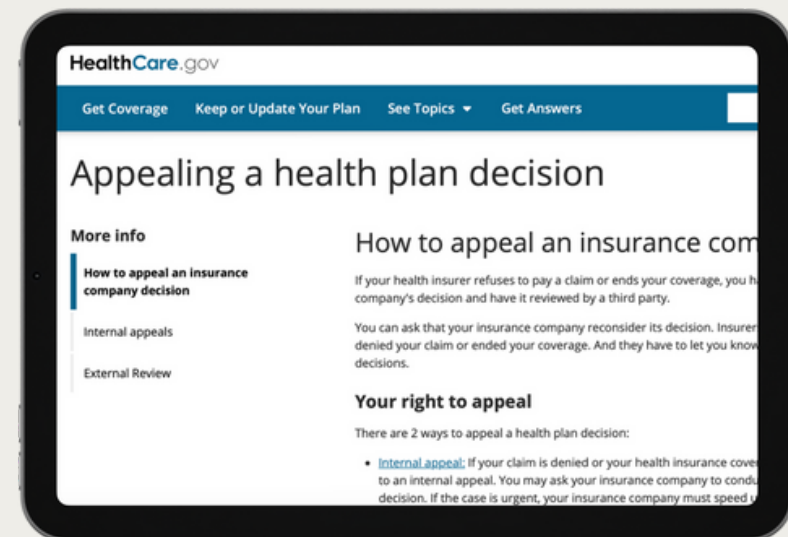 HealthCare.gov
Get Coverage Keep or Update Your Plan See Topics Get Answers
Appealing a health plan decision
More info
How to appeal an insurance
company decision
Internal appeals
External Review
How to appeal an insurance com
If your health insurer refuses to pay a claim or ends your coverage, you h
company's decision and have it reviewed by a third party.
You can ask that your insurance company reconsider its decision. Insurer
denied your claim or ended your coverage. And they have to let you know
decisions.
Your right to appeal
There are 2 ways to appeal a health plan decision:
• Internal appeal: If your claim is denied or your health insurance cove
to an internal appeal. You may ask your insurance company to condu
decision. If the case is urgent, your insurance company must speed u